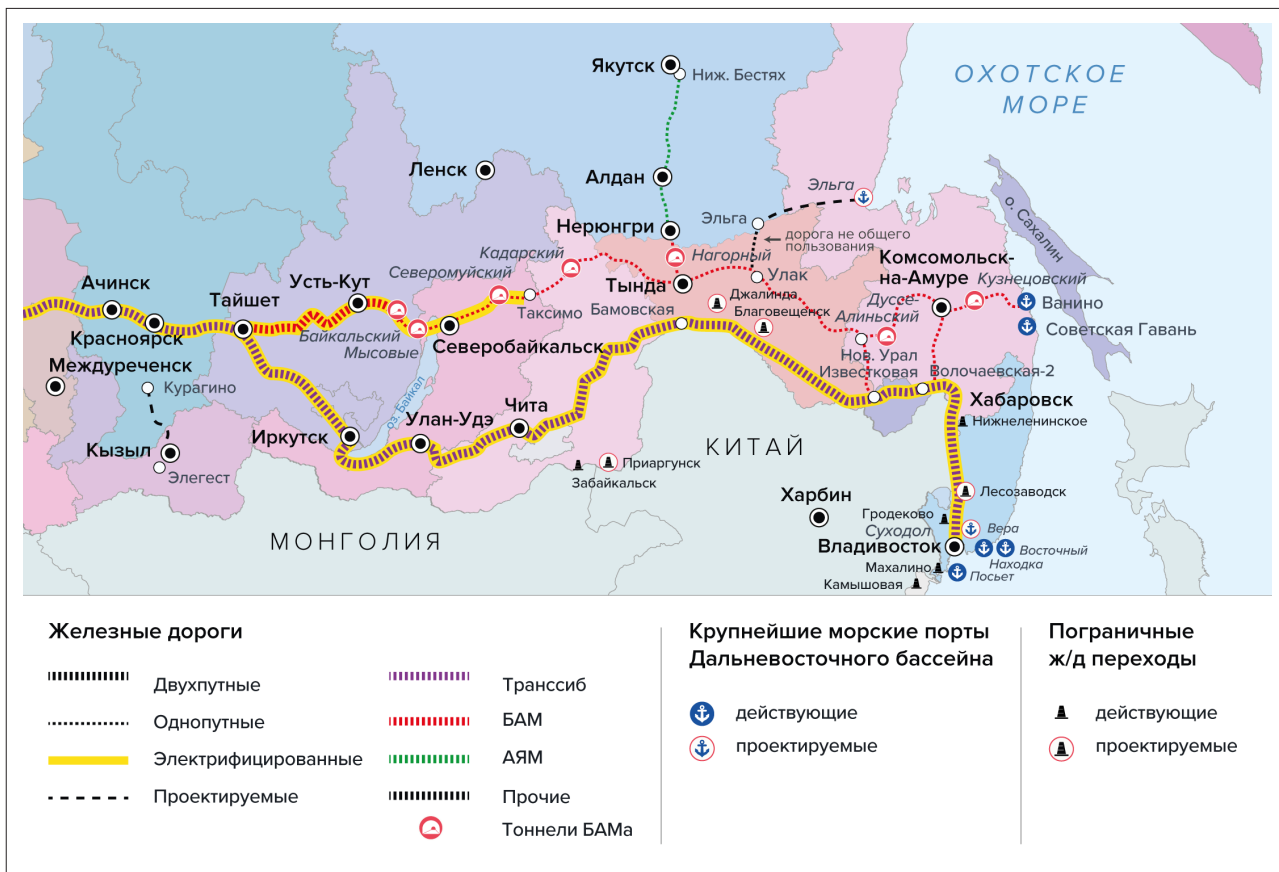 ОХОТСКОЕ
МОРЕ
Якутск
Ниж. Бестях
Ленск
Алдан
Эльга
о. Сахалин
Нерюнгри
Эльга
дорога не общего
пользования
Кадарский
Нагорный
Комсомольск-
на-Амуре
Кузнецовский
Северомуйский
Ачинск
Усть-Кут
Тайшет
Тында
Улак
Джалинда
Дуссе-
Алиньский
Ванино
Таксимо
Бамовская
Благовещенск
Советская Гавань
Красноярск
Байкальский
Мысовые
Северобайкальск
Нов. Ургал
Известковая
Волочаевская-2
Междуреченск
Курагино
оз. Байкал
Хабаровск
Чита
Улан-Удэ
Иркутск
Нижнеленинское
Кызыл
КИТАЙ
Элегест
Приаргунск
Забайкальск
Харбин
Лесозаводск
Гродеково
Суходол
Вера
МОНГОЛИЯ
Владивосток
Восточный
Находка
Махалино
Посьет
Камышовая
Железные дороги
Двухпутные
Однопутные
Электрифицированные
Проектируемые
Транссиб
БАМ
АЯМ
Прочие
Тоннели БАМа
Крупнейшие морские порты
Дальневосточного бассейна
действующие
проектируемые
Пограничные
ж/д переходы
действующие
проектируемые